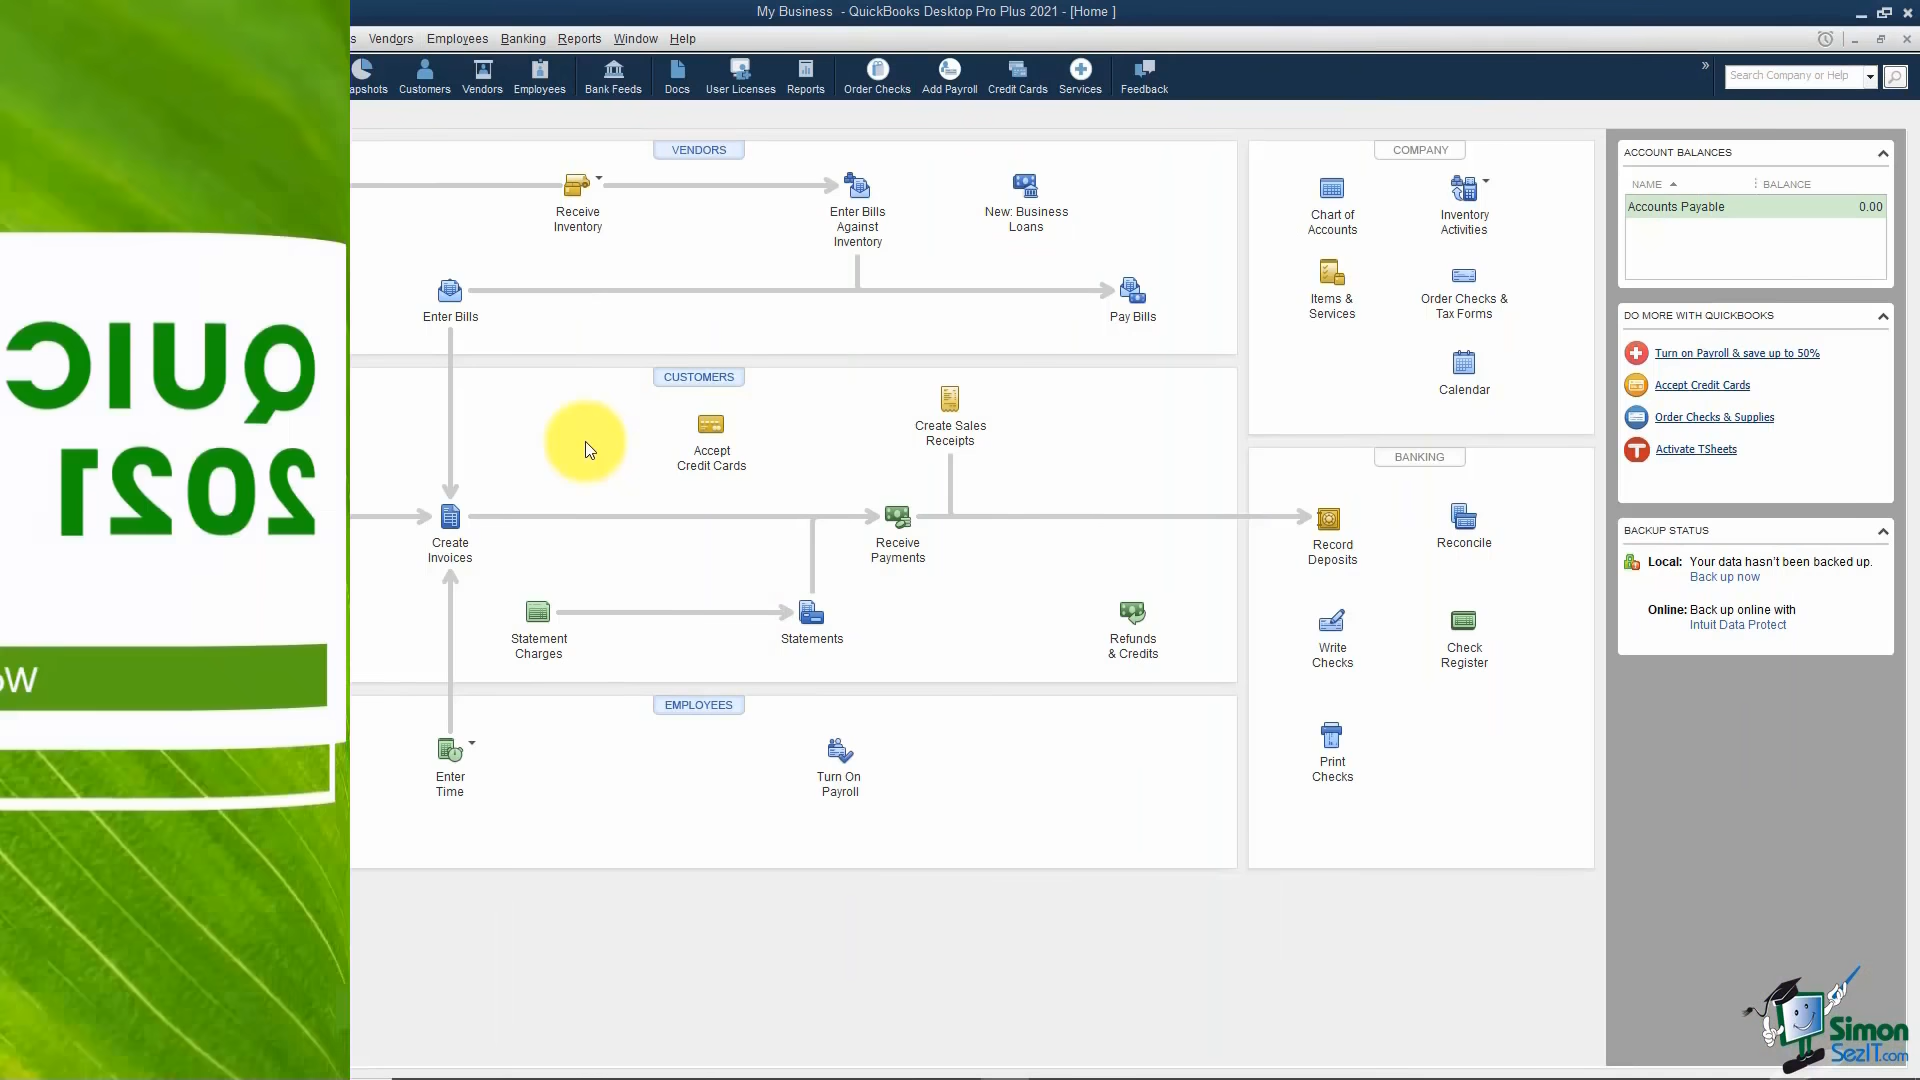 QUIC
2021
oW
My Business - QuickBooks Desktop Pro Plus 2021 - [Home ]
s Vendors Employees Banking Reports Window Help
apshots Customers Vendors Employees Bank Feeds Docs User Licenses Reports Order Checks Add Payroll Credit Cards Services Feedback
» Search Company or Help
VENDORS
Receive
Inventory
Enter Bills
Against
Inventory
New: Business
Loans
Enter Bills
Pay Bills
CUSTOMERS
Accept
Credit Cards
Create Sales
Receipts
Create
Invoices
Receive
Payments
Statement
Charges
Statements
Refunds
& Credits
EMPLOYEES
Enter
Time
Turn On
Payroll
COMPANY
Chart of
Accounts
Inventory
Activities
Items &
Services
Order Checks &
Tax Forms
Calendar
BANKING
Record
Deposits
Reconcile
Write
Checks
Check
Register
Print
Checks
ACCOUNT BALANCES
NAME BALANCE
Accounts Payable 0.00
DO MORE WITH QUICKBOOKS
Turn on Payroll & save up to 50%
Accept Credit Cards
Order Checks & Supplies
Activate TSheets
BACKUP STATUS
Local: Your data hasn't been backed up.
Back up now
Online: Back up online with
Intuit Data Protect
Simon
SezIT.com